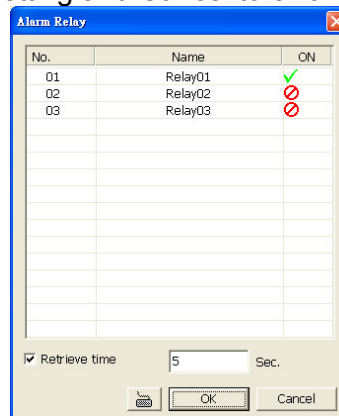 Alarm Relay
No. Name ON
01 Relay01
02 Relay02
03 Relay03
Retrieve time 5 Sec.
OK Cancel